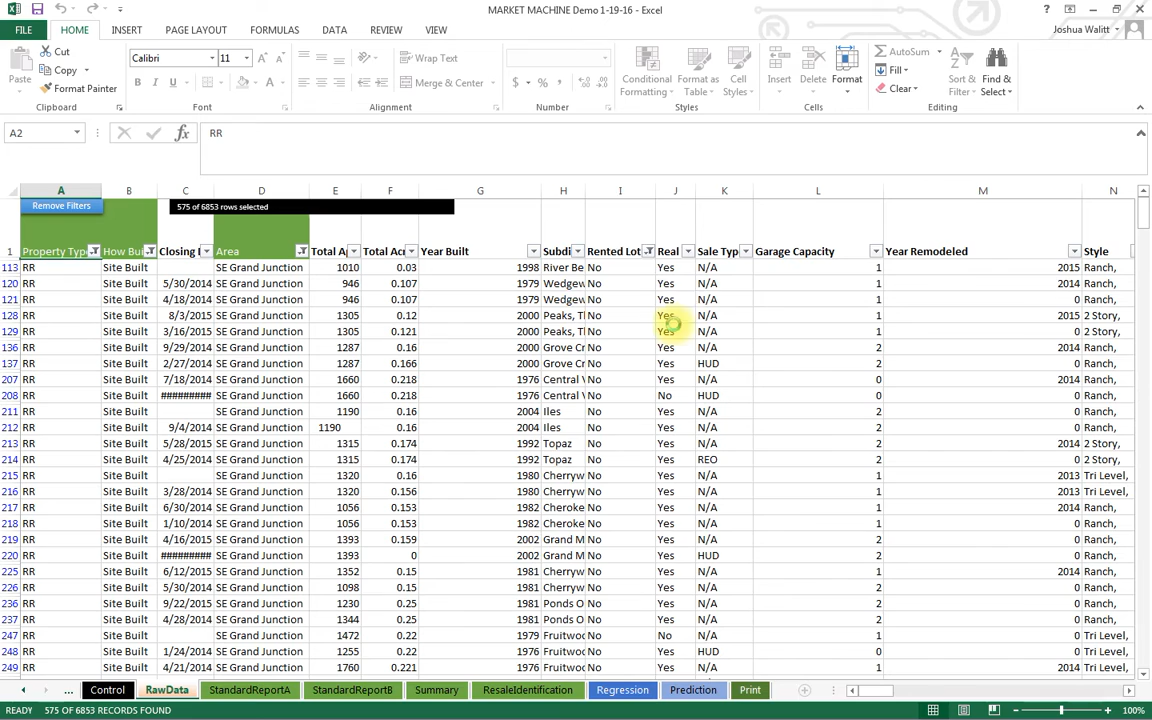 MARKET MACHINE Demo 1-19-16 - Excel
FILE HOME INSERT PAGE LAYOUT FORMULAS DATA REVIEW VIEW Joshua Walitt
Paste Cut Copy Format Painter Clipboard
Calibri 11 B I U Font
Wrap Text Merge & Center Alignment
$ % Number
Conditional Formatting Format as Table Cell Styles Styles
Insert Delete Format Cells
AutoSum Fill Clear Sort & Filter Find & Select Editing
A2 RR
A B C D E F G H I J K L M N
Remove Filters 575 of 6853 rows selected
1 Property Typ How Bui Closing Area Total A Total Ac Year Built Subdi Rented Lot Real Sale Typ Garage Capacity Year Remodeled Style
113 RR Site Built SE Grand Junction 1010 0.03 1998 River Be No Yes N/A 1 2015 Ranch,
120 RR Site Built 5/30/2014 SE Grand Junction 946 0.107 1979 Wedgew No Yes N/A 1 2014 Ranch,
121 RR Site Built 4/18/2014 SE Grand Junction 946 0.107 1979 Wedgew No Yes N/A 1 0 Ranch,
128 RR Site Built 8/3/2015 SE Grand Junction 1305 0.12 2000 Peaks, Tl No Yes N/A 1 2015 2 Story,
129 RR Site Built 3/16/2015 SE Grand Junction 1305 0.121 2000 Peaks, Tl No Yes N/A 1 0 2 Story,
136 RR Site Built 9/29/2014 SE Grand Junction 1287 0.16 2000 Grove Cr No Yes N/A 2 2014 Ranch,
137 RR Site Built 2/27/2014 SE Grand Junction 1287 0.166 2000 Grove Cr No Yes HUD 2 0 Ranch,
207 RR Site Built 7/18/2014 SE Grand Junction 1660 0.218 1976 Central V No Yes N/A 0 2014 Ranch,
208 RR Site Built ######### SE Grand Junction 1660 0.218 1976 Central V No No HUD 0 0 Ranch,
211 RR Site Built SE Grand Junction 1190 0.16 2004 Iles No Yes N/A 2 0 Ranch,
212 RR Site Built 9/4/2014 SE Grand Junction 1190 0.16 2004 Iles No Yes N/A 2 0 Ranch,
213 RR Site Built 5/28/2015 SE Grand Junction 1315 0.174 1992 Topaz No Yes N/A 2 2014 2 Story,
214 RR Site Built 4/25/2014 SE Grand Junction 1315 0.174 1992 Topaz No Yes REO 2 0 2 Story,
215 RR Site Built SE Grand Junction 1320 0.16 1980 Cherryw No Yes N/A 1 2013 Tri Level,
216 RR Site Built 3/28/2014 SE Grand Junction 1320 0.156 1980 Cherryw No Yes N/A 1 2013 Tri Level,
217 RR Site Built 6/30/2014 SE Grand Junction 1056 0.153 1982 Cheroke No Yes N/A 1 0 Ranch,
218 RR Site Built 1/10/2014 SE Grand Junction 1056 0.153 1982 Cheroke No Yes N/A 1 0 Ranch,
219 RR Site Built 4/16/2015 SE Grand Junction 1393 0.159 2002 Grand M No Yes N/A 2 0 Ranch,
220 RR Site Built ######### SE Grand Junction 1393 0 2002 Grand M No Yes HUD 2 0 Ranch,
225 RR Site Built 6/12/2015 SE Grand Junction 1352 0.15 1981 Cherryw No Yes N/A 1 2014 Ranch,
226 RR Site Built 5/30/2014 SE Grand Junction 1098 0.15 1981 Cherryw No Yes N/A 2 0 Ranch,
236 RR Site Built 9/22/2015 SE Grand Junction 1230 0.25 1981 Ponds O No Yes N/A 2 0 Ranch,
237 RR Site Built 4/28/2014 SE Grand Junction 1344 0.25 1981 Ponds O No Yes N/A 2 0 Ranch,
247 RR Site Built SE Grand Junction 1472 0.22 1979 Fruitwoo No No N/A 1 0 Tri Level,
248 RR Site Built 1/24/2014 SE Grand Junction 1255 0.22 1976 Fruitwoo No Yes HUD 0 0 Ranch,
249 RR Site Built 4/21/2014 SE Grand Junction 1760 0.221 1976 Fruitwoo No Yes N/A 1 2014 Tri Level,
... Control RawData StandardReportA StandardReportB Summary ResaleIdentification Regression Prediction Print
READY 575 OF 6853 RECORDS FOUND 100%